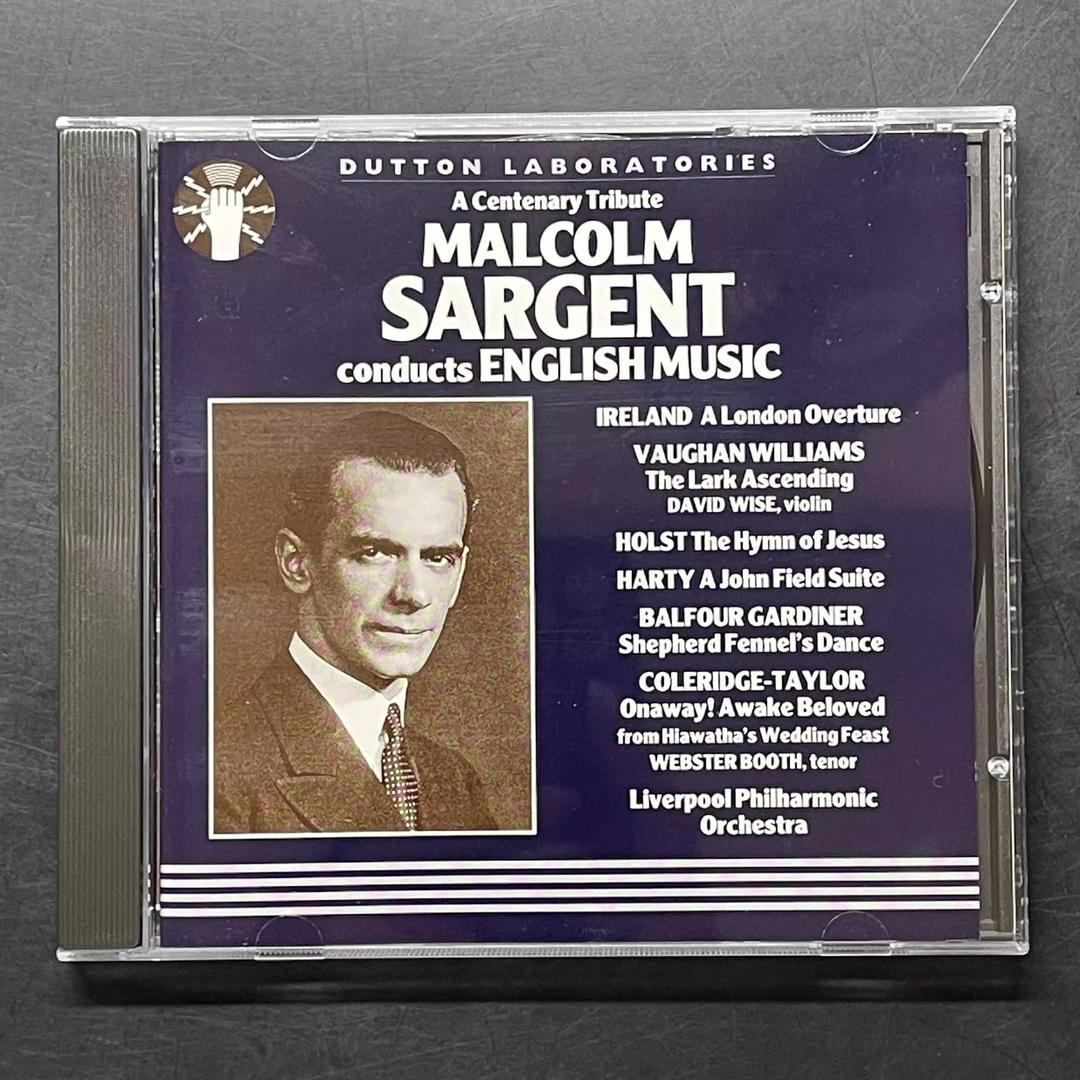 DUTTON LABORATORIES
A Centenary Tribute
MALCOLM
SARGENT
conducts ENGLISH MUSIC
IRELAND A London Overture
VAUGHAN WILLIAMS
The Lark Ascending
DAVID WISE, violin
HOLST The Hymn of Jesus
HARTY A John Field Suite
BALFOUR GARDINER
Shepherd Fennel's Dance
COLERIDGE-TAYLOR
Onaway! Awake Beloved
from Hiawatha's Wedding Feast
WEBSTER BOOTH, tenor
Liverpool Philharmonic
Orchestra